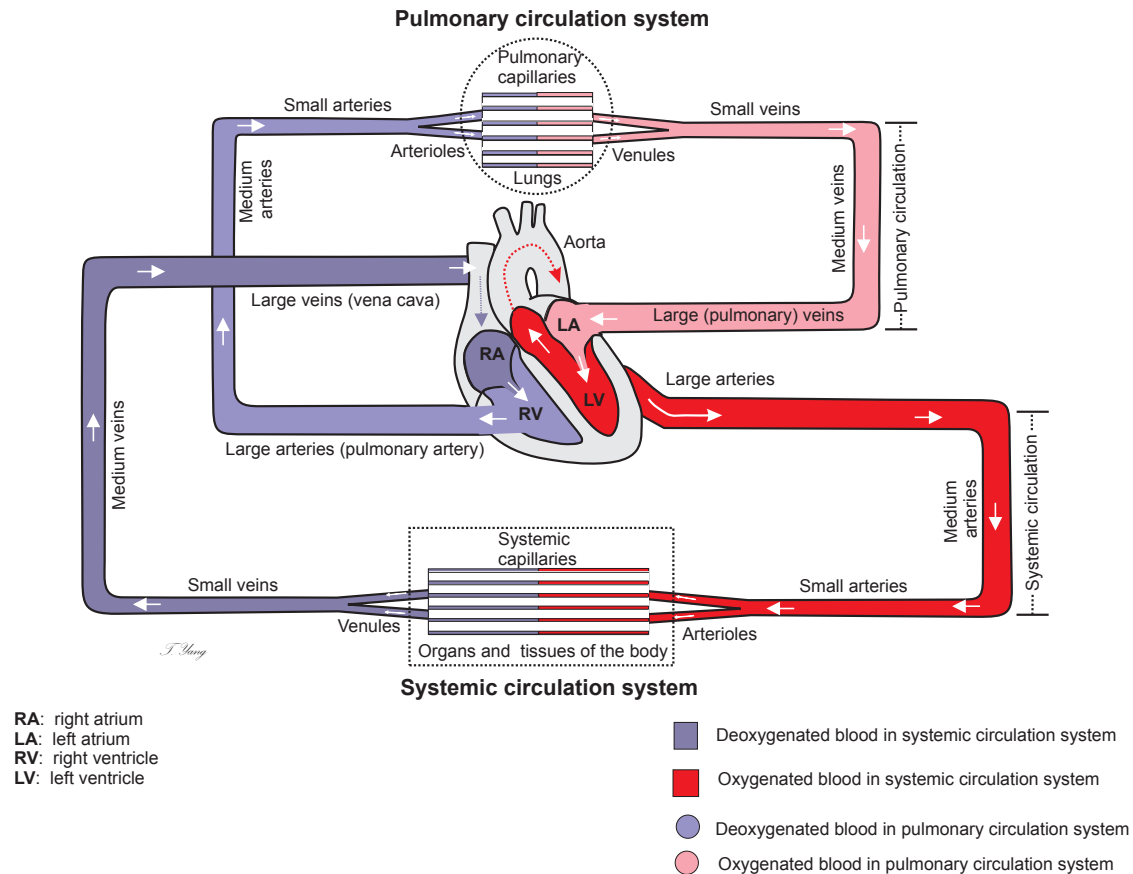 Pulmonary circulation system
Pulmonary
capillaries
Small arteries
Small veins
Arterioles
Venules
Lungs
Medium
arteries
Medium veins
Pulmonary circulation
Aorta
Large veins (vena cava)
Large (pulmonary) veins
LA
RA
LV
RV
Large arteries
Large arteries (pulmonary artery)
Medium veins
Medium
arteries
Systemic circulation
Systemic
capillaries
Small veins
Small arteries
Venules
Arterioles
Organs and tissues of the body
T. Yang
Systemic circulation system
RA: right atrium
LA: left atrium
RV: right ventricle
LV: left ventricle
Deoxygenated blood in systemic circulation system
Oxygenated blood in systemic circulation system
Deoxygenated blood in pulmonary circulation system
Oxygenated blood in pulmonary circulation system